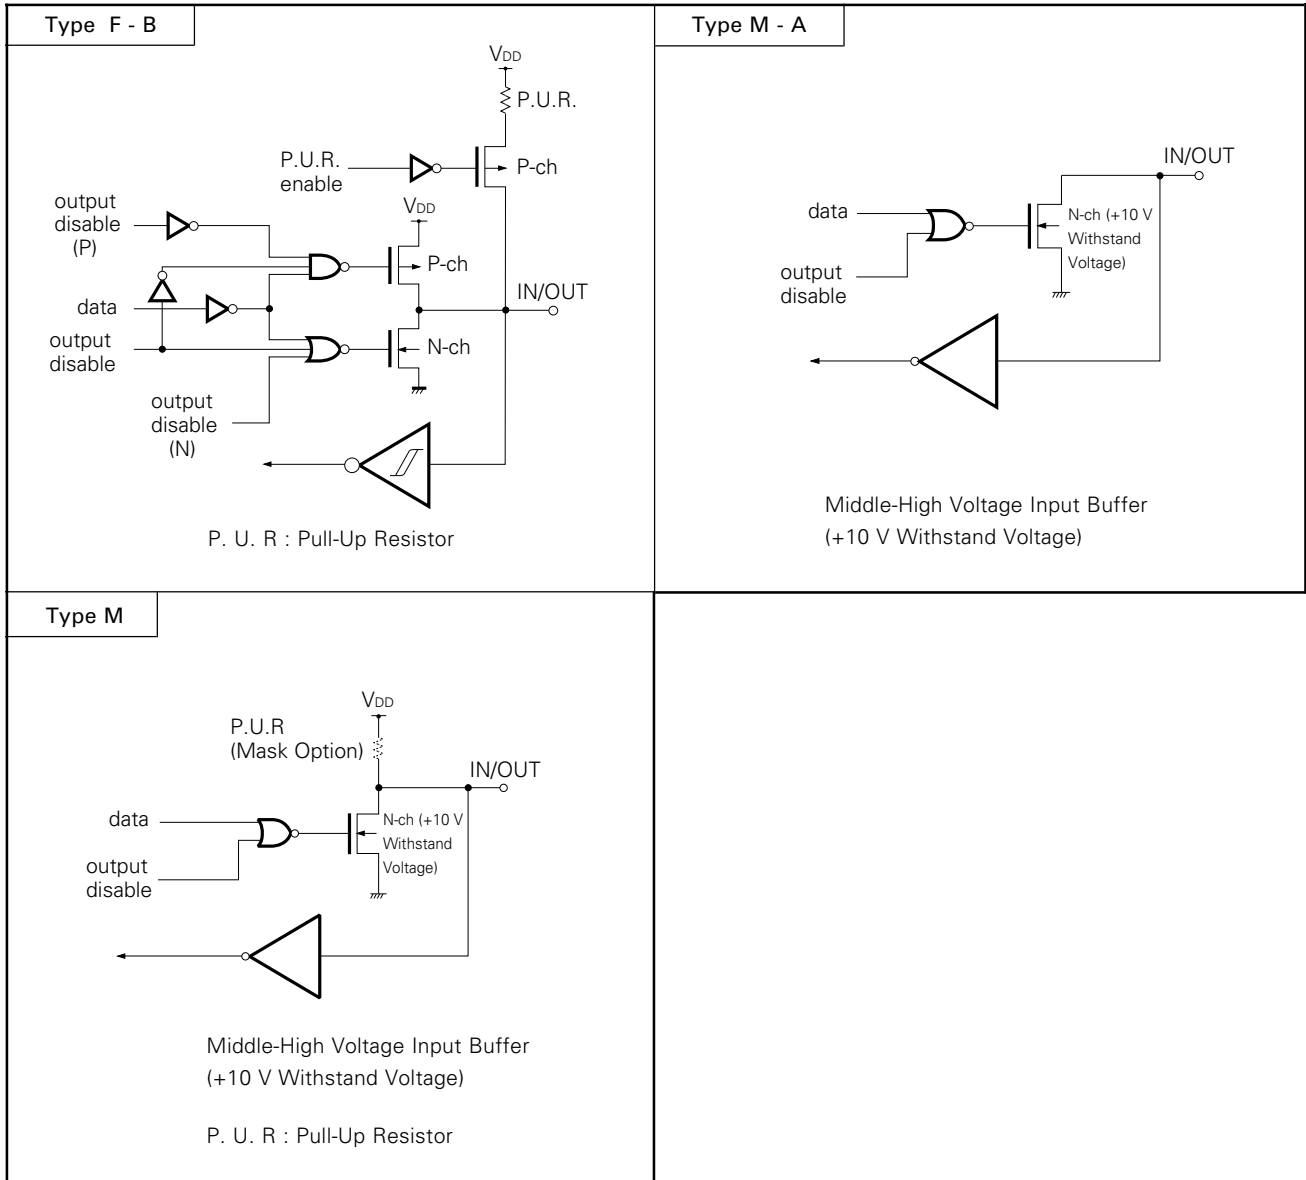 Type F - B
VDD
P.U.R.
P.U.R.
enable
P-ch
output
disable
(P)
VDD
P-ch
data
IN/OUT
output
disable
N-ch
output
disable
(N)
P. U. R : Pull-Up Resistor
Type M - A
IN/OUT
data
N-ch (+10 V
Withstand
Voltage)
output
disable
Middle-High Voltage Input Buffer
(+10 V Withstand Voltage)
Type M
VDD
P.U.R
(Mask Option)
IN/OUT
data
N-ch (+10 V
Withstand
Voltage)
output
disable
Middle-High Voltage Input Buffer
(+10 V Withstand Voltage)
P. U. R : Pull-Up Resistor